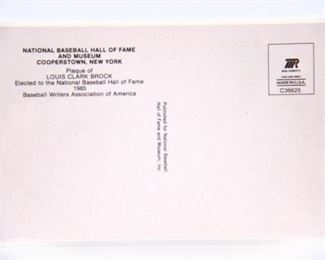 NATIONAL BASEBALL HALL OF FAME
AND MUSEUM
COOPERSTOWN, NEW YORK
Plaque of
LOUIS CLARK BROCK
Elected to the National Baseball Hall of Fame
1985
Baseball Writers Association of America
Published for National Baseball
Hall of Fame and Museum, Inc.
MADE IN U.S.A.
C36625